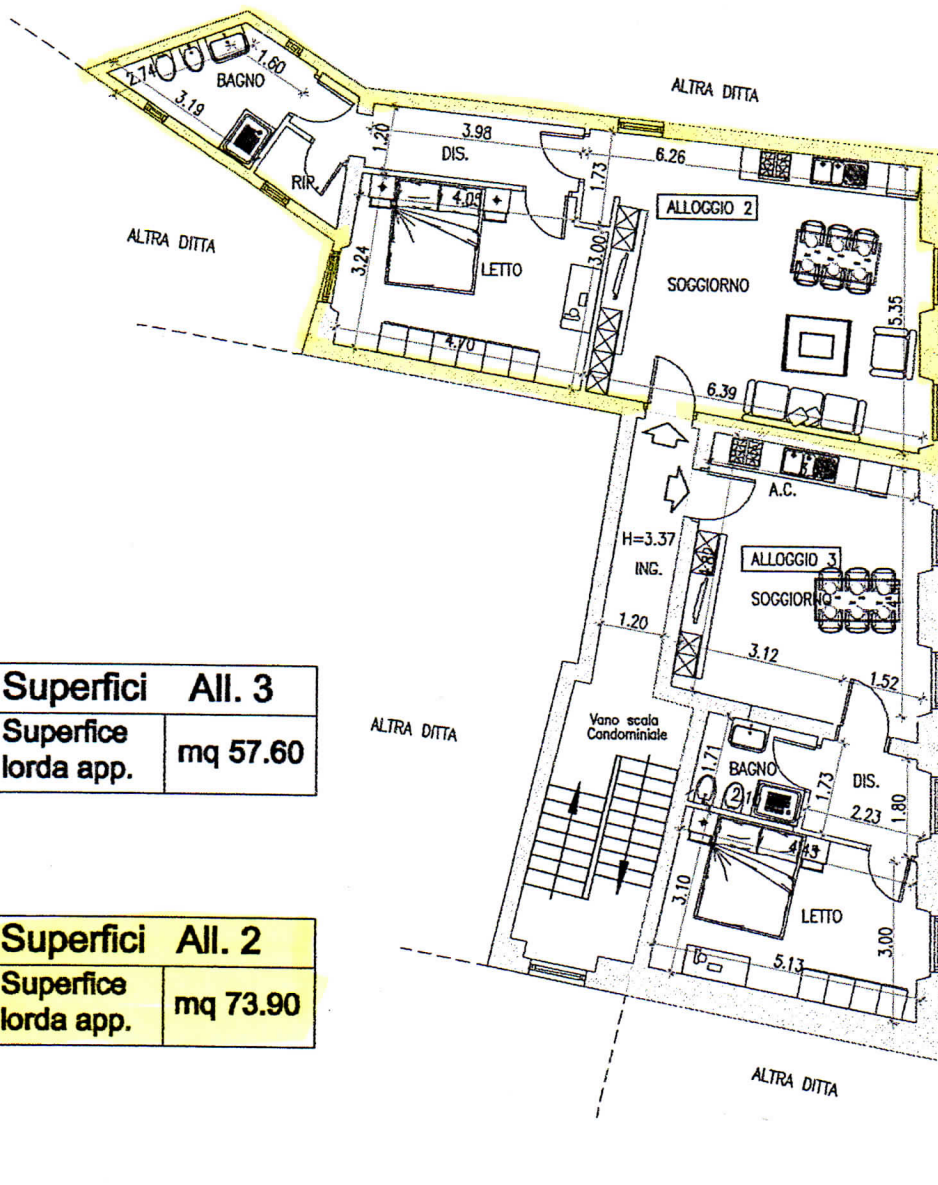 ALTRA DITTA
2.74
1.60
BAGNO
3.19
1.20
3.98
DIS.
RIP.
1.73
6.26
4.05
ALLOGGIO 2
ALTRA DITTA
3.24
LETTO
3.00
SOGGIORNO
5.35
4.70
6.39
A.C.
H=3.37
ING.
ALLOGGIO 3
SOGGIORNO
1.20
3.12
1.52
Superfici All. 3
Superfice lorda app.
mq 57.60
ALTRA DITTA
Vano scala
Condominiale
1.71
BAGNO
1.73
DIS.
2.23
1.80
4.43
3.10
LETTO
3.00
5.13
Superfici All. 2
Superfice lorda app.
mq 73.90
ALTRA DITTA